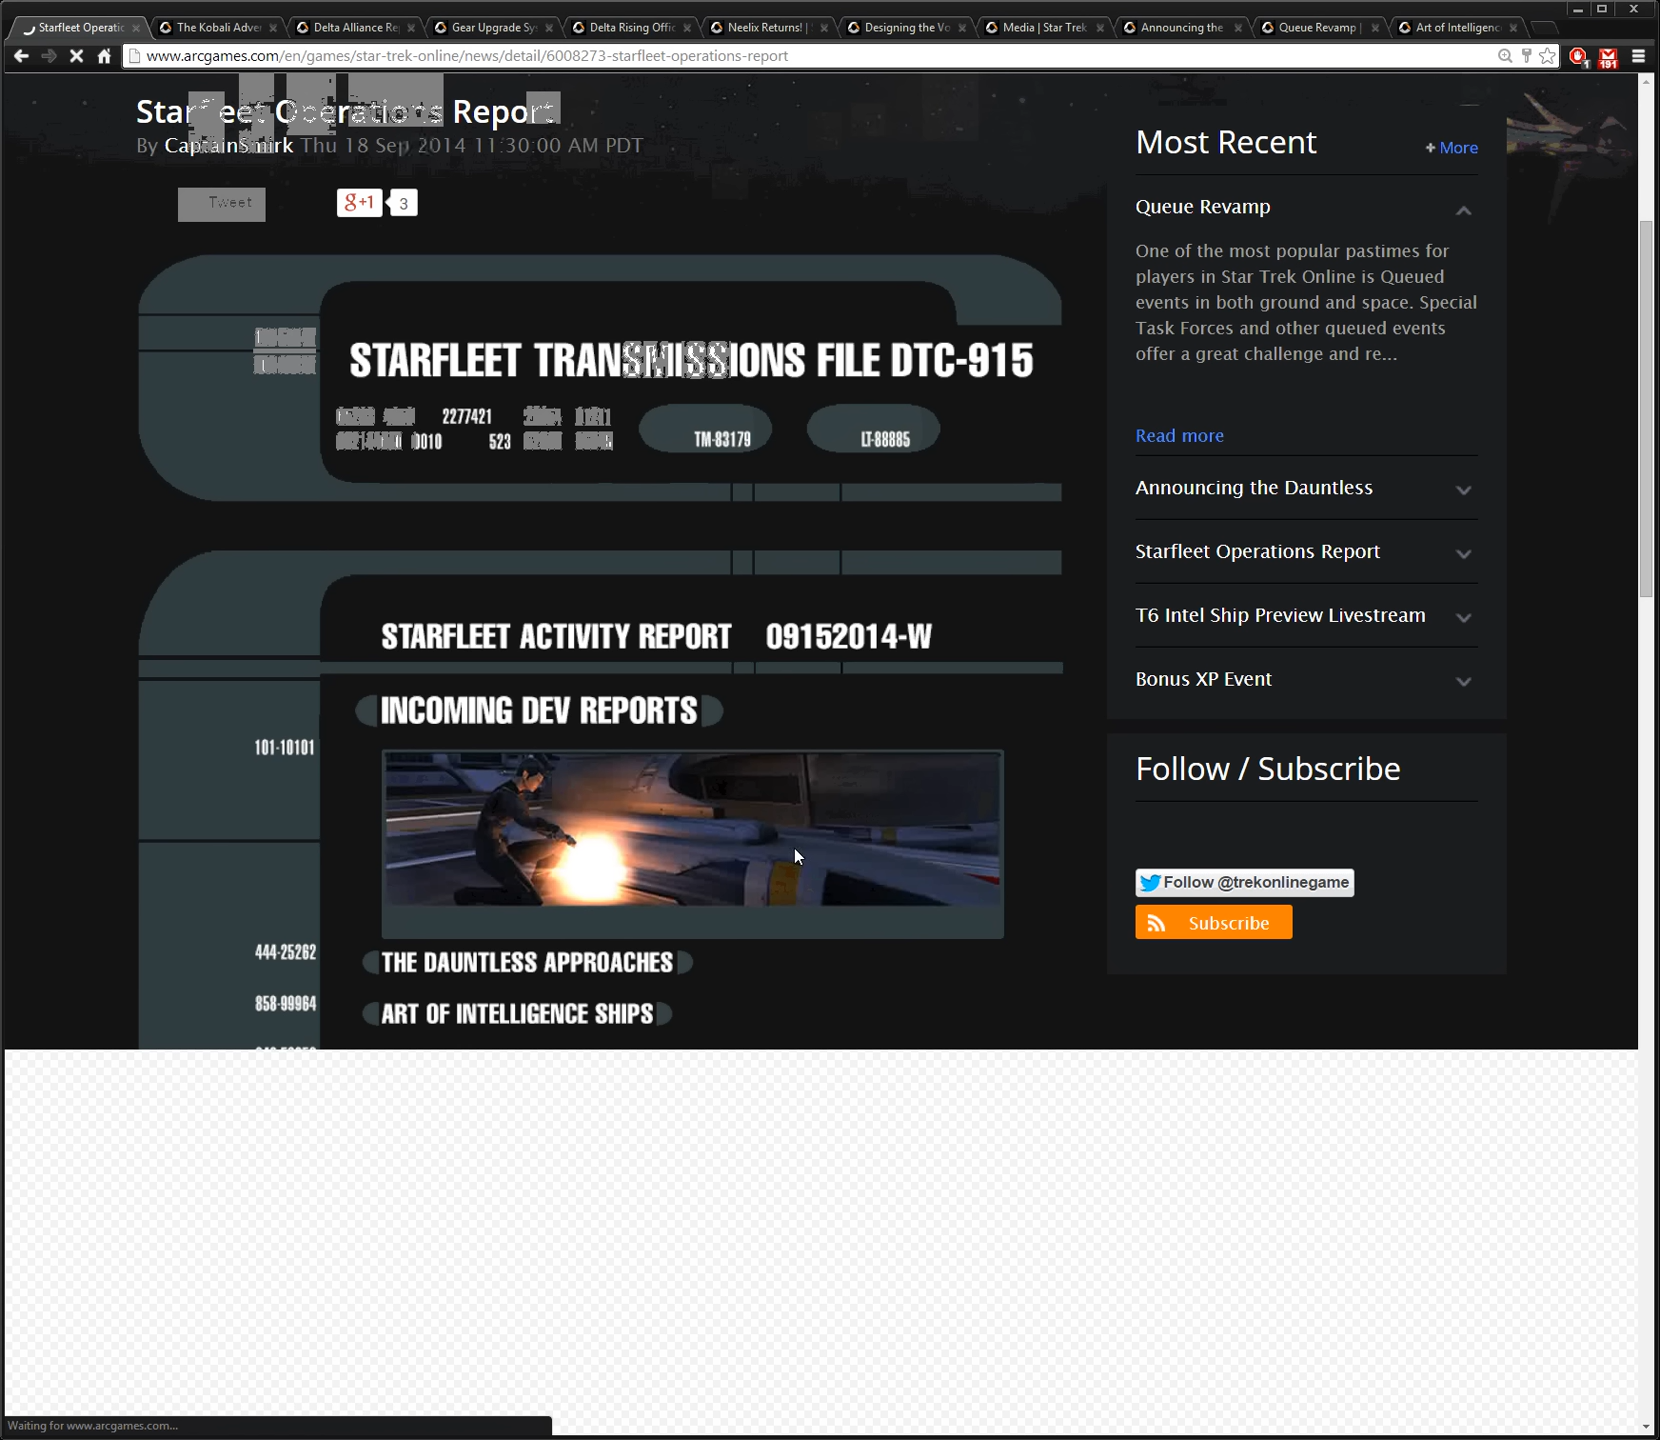 Starfleet Operatio
The Kobali Adve
Delta Alliance Re
Gear Upgrade Sy
Delta Rising Offic
Neelix Returns! |
Designing the Vo
Media | Star Trek
Announcing the
Queue Revamp |
Art of Intelligenc
www.arcgames.com/en/games/star-trek-online/news/detail/6008273-starfleet-operations-report
1
191
Starfleet Operations Report
By CaptainSmirk Thu 18 Sep 2014 11:30:00 AM PDT
Tweet
g+1
3
STARFLEET TRANSMISSIONS FILE DTC-915
2277421
0010 523
TM-83179
LT-88885
STARFLEET ACTIVITY REPORT 09152014-W
INCOMING DEV REPORTS
101-10101
444-25262
THE DAUNTLESS APPROACHES
858-99964
ART OF INTELLIGENCE SHIPS
Most Recent
+ More
Queue Revamp
One of the most popular pastimes for
players in Star Trek Online is Queued
events in both ground and space. Special
Task Forces and other queued events
offer a great challenge and re...
Read more
Announcing the Dauntless
Starfleet Operations Report
T6 Intel Ship Preview Livestream
Bonus XP Event
Follow / Subscribe
Follow @trekonlinegame
Subscribe
Waiting for www.arcgames.com...